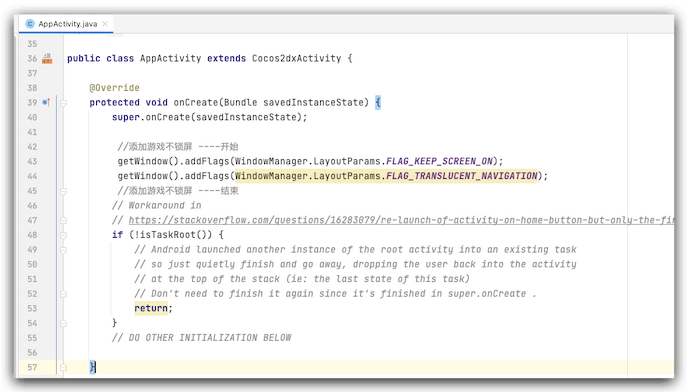 AppActivity.java
35
36 public class AppActivity extends Cocos2dxActivity {
37
38 @Override
39 protected void onCreate(Bundle savedInstanceState) {
40 super.onCreate(savedInstanceState);
41
42 //添加游戏不锁屏 ----开始
43 getWindow().addFlags(WindowManager.LayoutParams.FLAG_KEEP_SCREEN_ON);
44 getWindow().addFlags(WindowManager.LayoutParams.FLAG_TRANSLUCENT_NAVIGATION);
45 //添加游戏不锁屏 ----结束
46 // Workaround in
47 // https://stackoverflow.com/questions/16283079/re-launch-of-activity-on-home-button-but-only-the-fir
48 if (!isTaskRoot()) {
49 // Android launched another instance of the root activity into an existing task
50 // so just quietly finish and go away, dropping the user back into the activity
51 // at the top of the stack (ie: the last state of this task)
52 // Don't need to finish it again since it's finished in super.onCreate .
53 return;
54 }
55 // DO OTHER INITIALIZATION BELOW
56
57 }